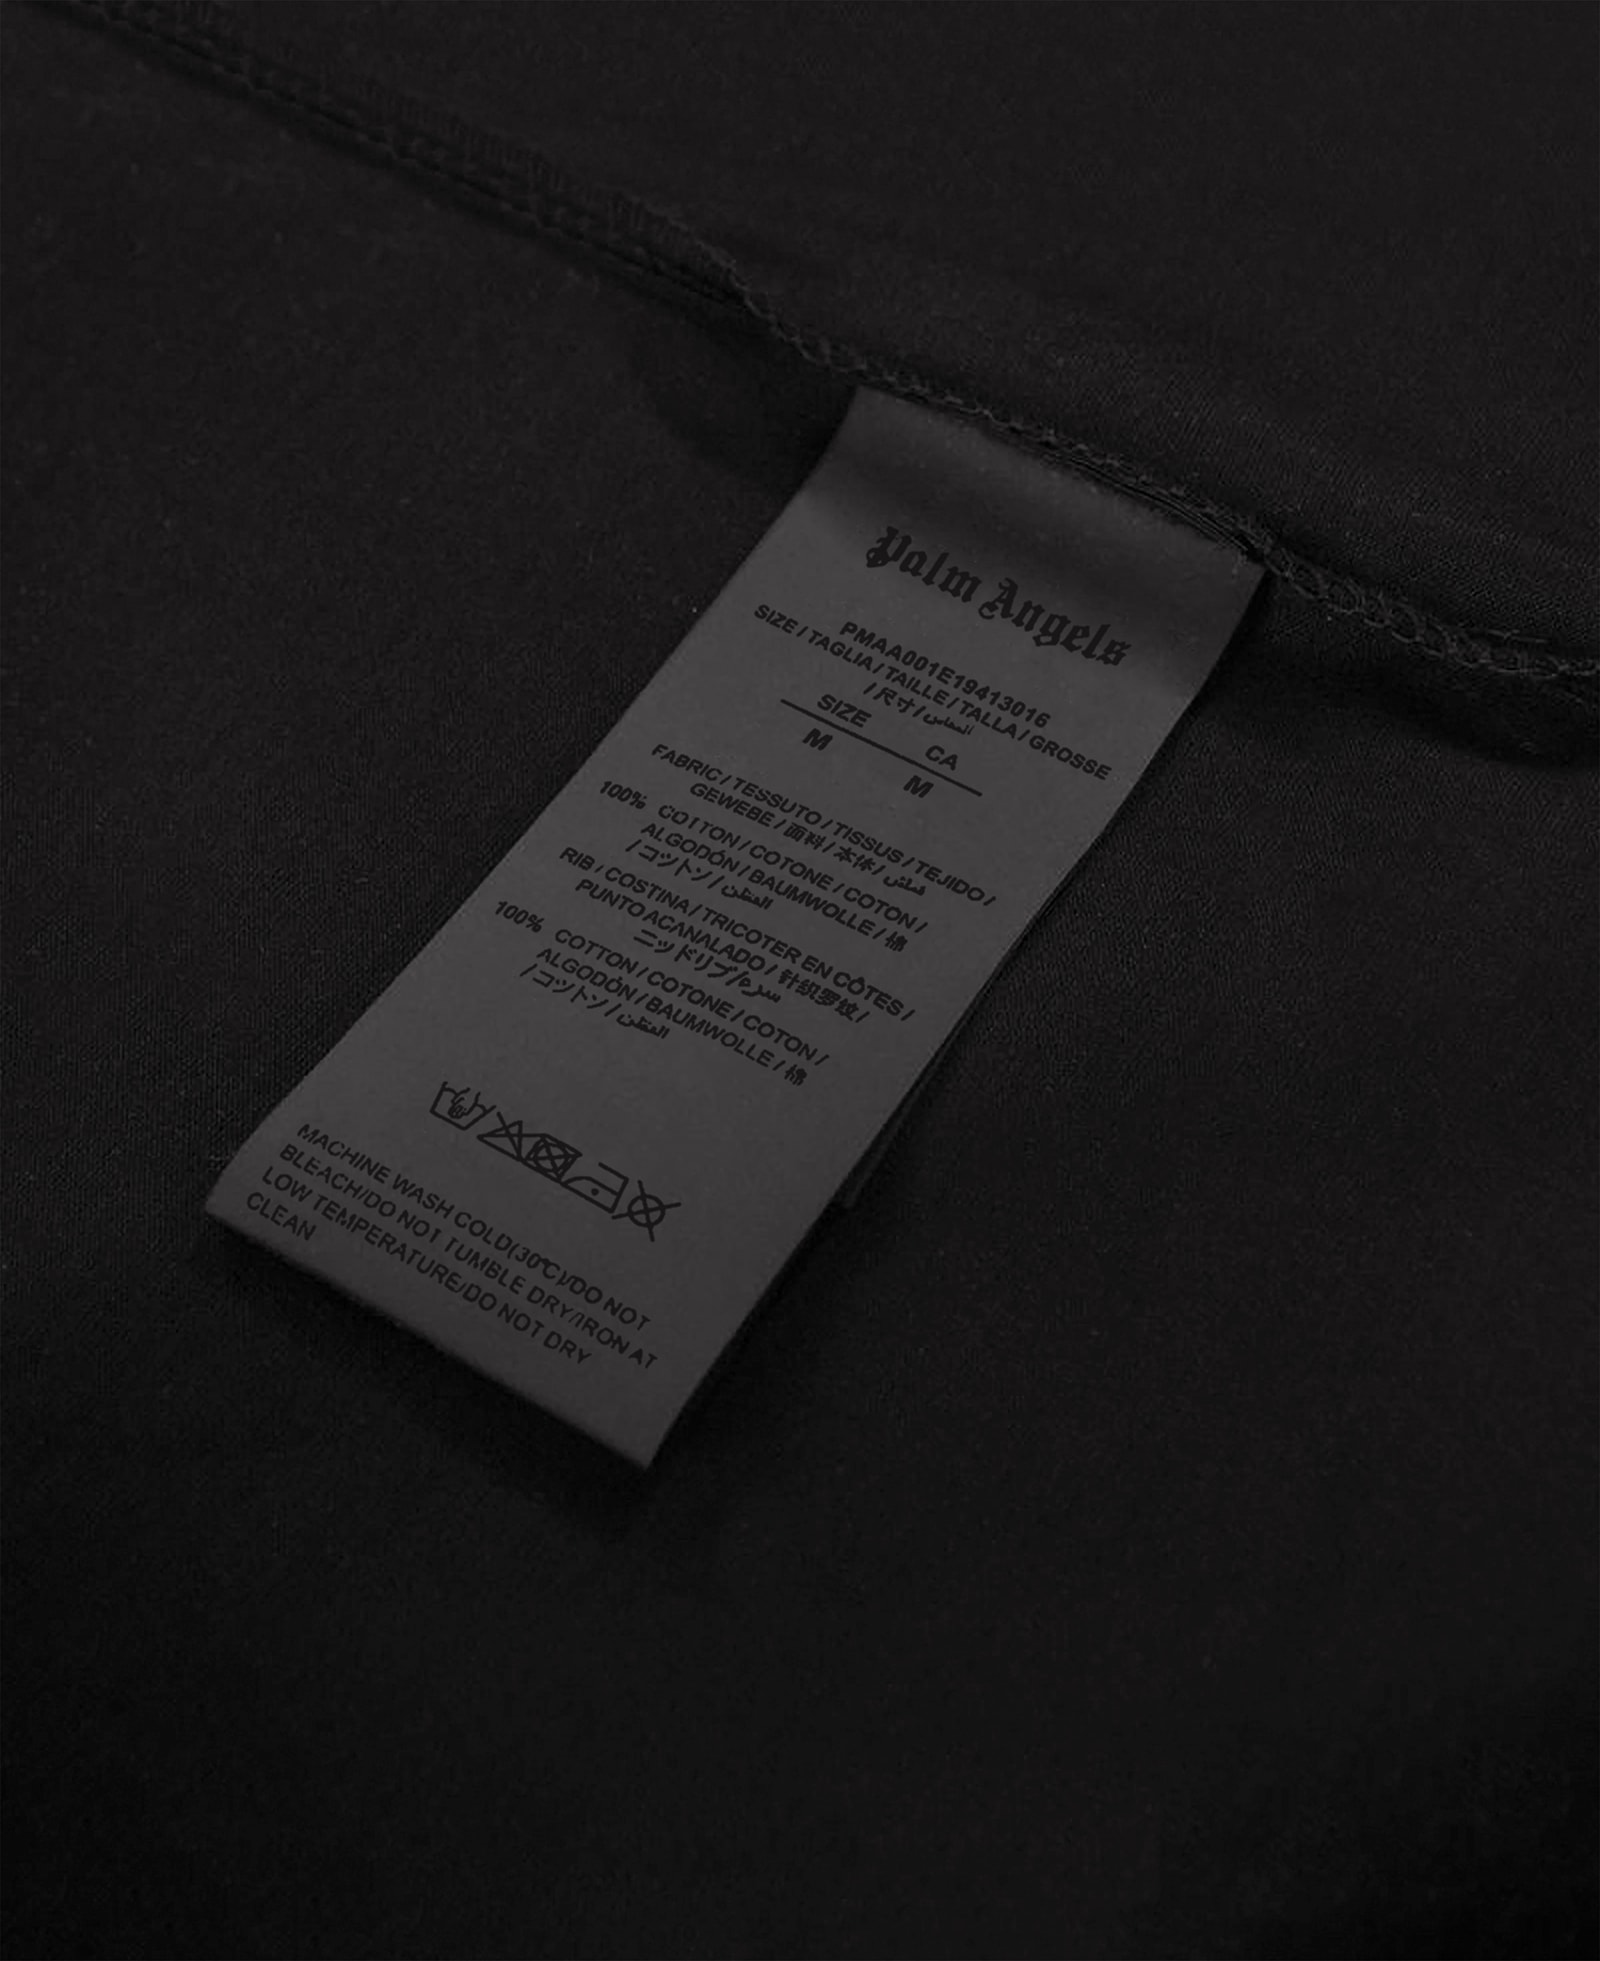 Palm Angels
PMAA001E19413016
SIZE / TAGLIA / TAILLE / TALLA / GROSSE
/ 尺寸 / المقاس
SIZE CA
M M
FABRIC / TESSUTO / TISSUS / TEJIDO /
GEWEBE / 面料 / 本体 /
100% COTTON / COTONE / COTON /
ALGODÓN / BAUMWOLLE / 棉
/ コットン / القطن
RIB / COSTINA / TRICOTER EN CÔTES /
PUNTO ACANALADO / 针织罗纹 /
ニッドリブ/
100% COTTON / COTONE / COTON /
ALGODÓN / BAUMWOLLE / 棉
/ コットン / القطن
MACHINE WASH COLD(30℃)/DO NOT
BLEACH/DO NOT TUMBLE DRY/IRON AT
LOW TEMPERATURE/DO NOT DRY
CLEAN